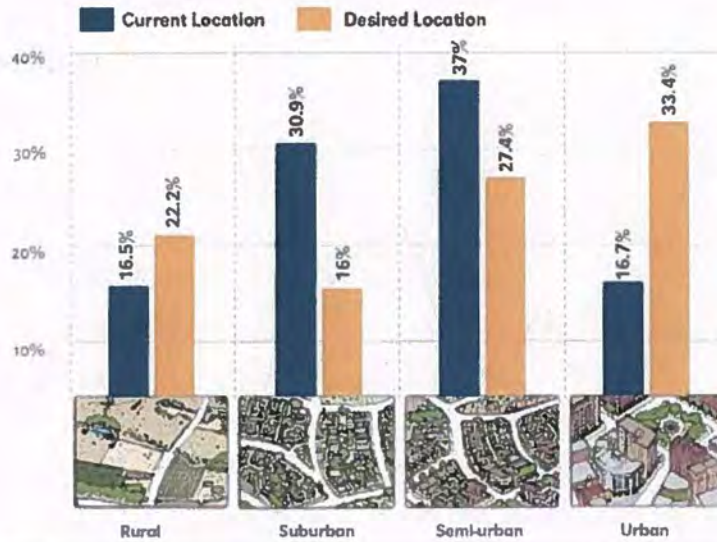 Current Location
Desired Location
40%
30%
20%
10%
16.5%
22.2%
30.9%
16%
37%
27.4%
16.7%
33.4%
Rural
Suburban
Semi-urban
Urban